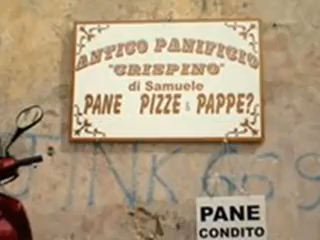 ANTICO PANIFICIO
"CRISPINO"
di Samuele
PANE PIZZE & PAPPE?
PANE
CONDITO